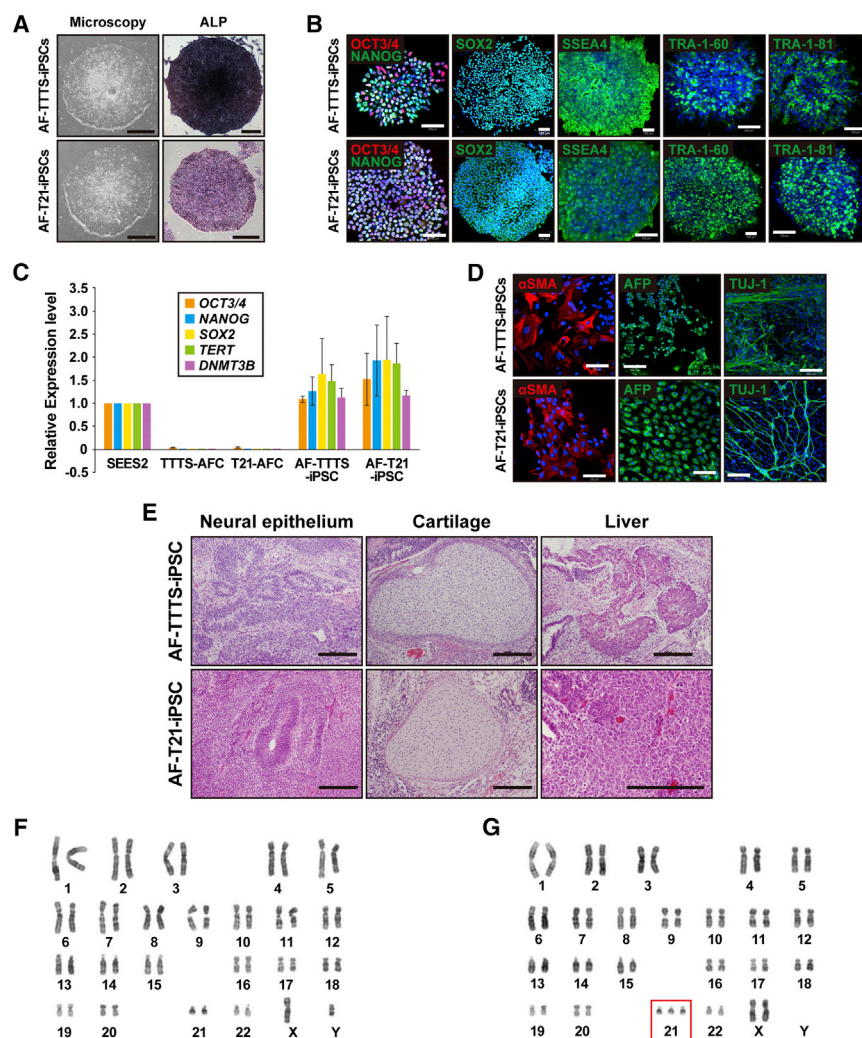 A
Microscopy ALP
AF-TTTS-iPSCs
AF-T21-iPSCs
B
OCT3/4 SOX2 SSEA4 TRA-1-60 TRA-1-81
NANOG
AF-TTTS-iPSCs
OCT3/4 SOX2 SSEA4 TRA-1-60 TRA-1-81
NANOG
AF-T21-iPSCs
C
Relative Expression level
3.5
3.0
2.5
2.0
1.5
1.0
0.5
0
-0.5
OCT3/4
NANOG
SOX2
TERT
DNMT3B
SEES2 TTTS-AFC T21-AFC AF-TTTS AF-T21
-iPSC -iPSC
D
αSMA AFP TUJ-1
AF-TTTS-iPSCs
αSMA AFP TUJ-1
AF-T21-iPSCs
E
Neural epithelium Cartilage Liver
AF-TTTS-iPSC
AF-T21-iPSC
F
1 2 3 4 5
6 7 8 9 10 11 12
13 14 15 16 17 18
19 20 21 22 X Y
G
1 2 3 4 5
6 7 8 9 10 11 12
13 14 15 16 17 18
19 20 21 22 X Y